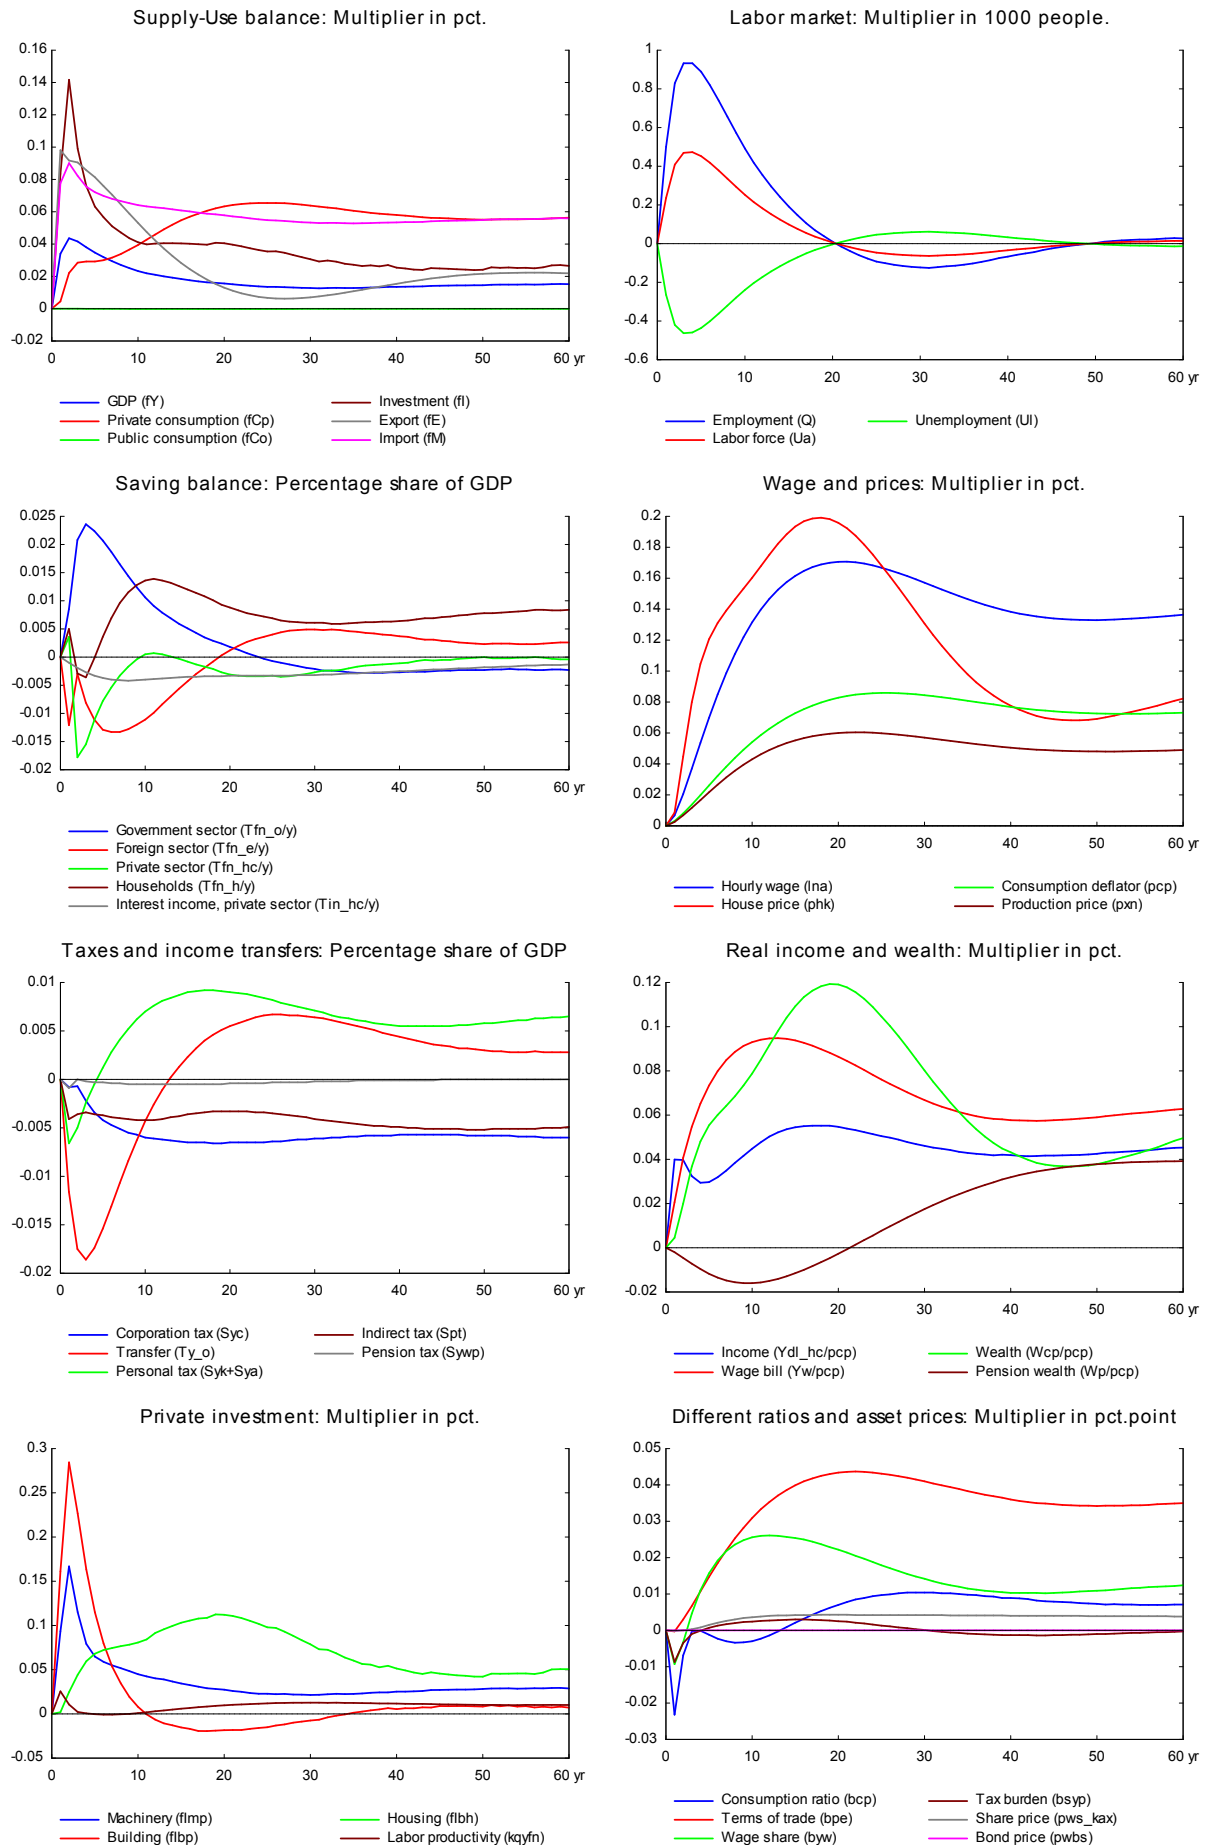 Supply-Use balance: Multiplier in pct.
0.16
0.14
0.12
0.1
0.08
0.06
0.04
0.02
0
-0.02
0 10 20 30 40 50 60 yr
GDP (fY) Investment (fI)
Private consumption (fCp) Export (fE)
Public consumption (fCo) Import (fM)
Labor market: Multiplier in 1000 people.
1
0.8
0.6
0.4
0.2
0
-0.2
-0.4
-0.6
0 10 20 30 40 50 60 yr
Employment (Q) Unemployment (Ul)
Labor force (Ua)
Saving balance: Percentage share of GDP
0.025
0.02
0.015
0.01
0.005
0
-0.005
-0.01
-0.015
-0.02
0 10 20 30 40 50 60 yr
Government sector (Tfn_o/y)
Foreign sector (Tfn_e/y)
Private sector (Tfn_hc/y)
Households (Tfn_h/y)
Interest income, private sector (Tin_hc/y)
Wage and prices: Multiplier in pct.
0.2
0.18
0.16
0.14
0.12
0.1
0.08
0.06
0.04
0.02
0
0 10 20 30 40 50 60 yr
Hourly wage (lna) Consumption deflator (pcp)
House price (phk) Production price (pxn)
Taxes and income transfers: Percentage share of GDP
0.01
0.005
0
-0.005
-0.01
-0.015
-0.02
0 10 20 30 40 50 60 yr
Corporation tax (Syc) Indirect tax (Spt)
Transfer (Ty_o) Pension tax (Sywp)
Personal tax (Syk+Sya)
Real income and wealth: Multiplier in pct.
0.12
0.1
0.08
0.06
0.04
0.02
0
-0.02
0 10 20 30 40 50 60 yr
Income (Ydl_hc/pcp) Wealth (Wcp/pcp)
Wage bill (Yw/pcp) Pension wealth (Wp/pcp)
Private investment: Multiplier in pct.
0.3
0.25
0.2
0.15
0.1
0.05
0
-0.05
0 10 20 30 40 50 60 yr
Machinery (fImp) Housing (fIbh)
Building (fIbp) Labor productivity (kqyfn)
Different ratios and asset prices: Multiplier in pct.point
0.05
0.04
0.03
0.02
0.01
0
-0.01
-0.02
-0.03
0 10 20 30 40 50 60 yr
Consumption ratio (bcp) Tax burden (bsyp)
Terms of trade (bpe) Share price (pws_kax)
Wage share (byw) Bond price (pwbs)